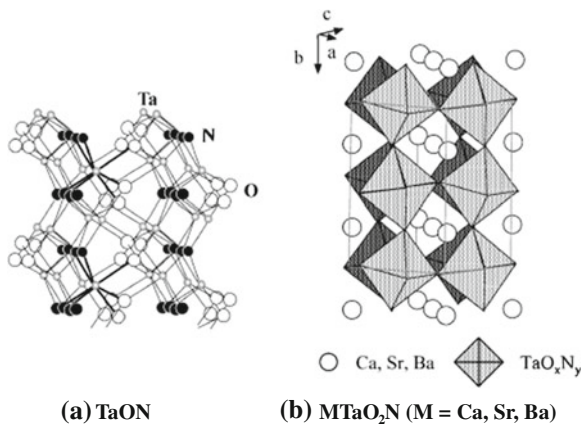 Ta
N
O
c
a
b
Ca, Sr, Ba
TaOxNy
(a) TaON
(b) MTaO2N (M = Ca, Sr, Ba)